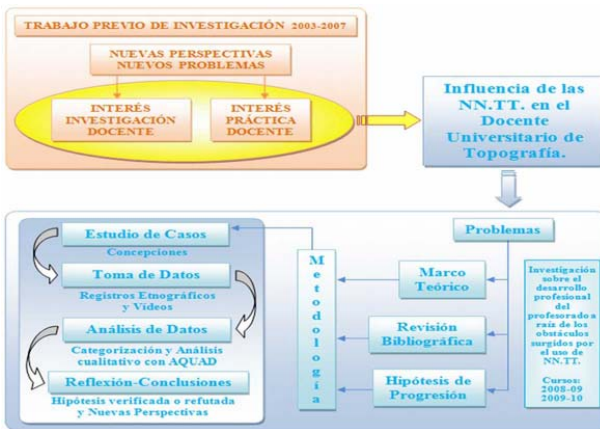 TRABAJO PREVIO DE INVESTIGACIÓN 2003-2007
NUEVAS PERSPECTIVAS
NUEVOS PROBLEMAS
INTERÉS
INVESTIGACIÓN
DOCENTE
INTERÉS
PRÁCTICA
DOCENTE
Influencia de las
NN.TT. en el
Docente
Universitario de
Topografía.
Estudio de Casos
Concepciones
Toma de Datos
Registros Etnográficos
y Vídeos
Análisis de Datos
Categorización y Análisis
cualitativo con AQUAD
Reflexión-Conclusiones
Hipótesis verificada o refutada
y Nuevas Perspectivas
Metodología
Problemas
Marco
Teórico
Revisión
Bibliográfica
Hipótesis de
Progresión
Investigación
sobre el
desarrollo
profesional
del
profesorado a
raíz de los
obstáculos
surgidos por
el uso de
NN.TT.
Cursos:
2008-09
2009-10